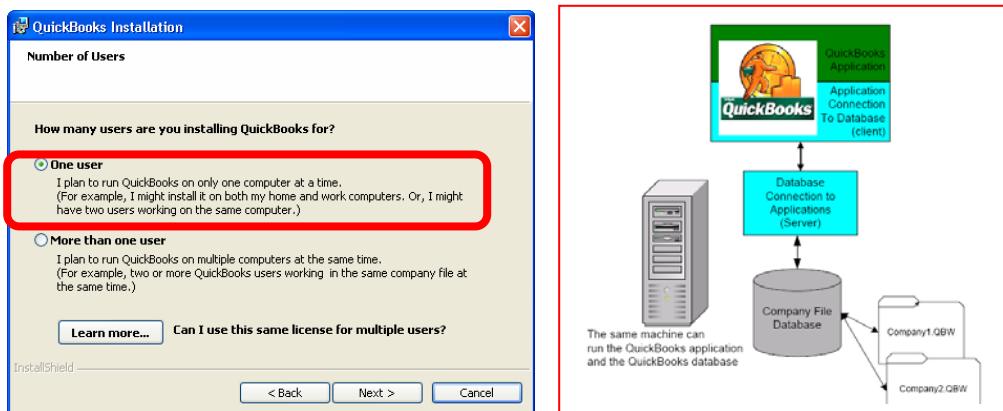 QuickBooks Installation
Number of Users
How many users are you installing QuickBooks for?
One user
I plan to run QuickBooks on only one computer at a time.
(For example, I might install it on both my home and work computers. Or, I might
have two users working on the same computer.)
More than one user
I plan to run QuickBooks on multiple computers at the same time.
(For example, two or more QuickBooks users working in the same company file at
the same time.)
Learn more...
Can I use this same license for multiple users?
InstallShield
< Back
Next >
Cancel
QuickBooks
Application
QuickBooks
Application
Connection
To Database
(client)
Database
Connection to
Applications
(Server)
The same machine can
run the QuickBooks application
and the QuickBooks database
Company File
Database
Company1.QBW
Company2.QBW